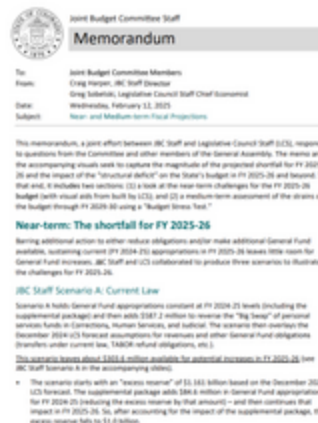 Joint Budget Committee Staff
Memorandum
To: Joint Budget Committee Members
From: Craig Harper, JBC Staff Director
Greg Sobetski, Legislative Council Staff Chief Economist
Date: Wednesday, February 12, 2025
Subject: Near- and Medium-term Fiscal Projections
This memorandum, a joint effort between JBC Staff and Legislative Council Staff (LCS), respon
to questions from the Committee and other members of the General Assembly. The memo an
the accompanying visuals seek to capture the magnitude of the projected shortfall for FY 202
26 and the impact of the "structural deficit" on the State's budget in FY 2025-26 and beyond.
that end, it includes two sections: (1) a look at the near-term challenges for the FY 2025-26
budget (with visual aids from built by LCS); and (2) a medium-term assessment of the drains o
the budget through FY 2029-30 using a "Budget Stress Test."
Near-term: The shortfall for FY 2025-26
Barring additional action to either reduce obligations and/or make additional General Fund
available, sustaining current (FY 2024-25) appropriations in FY 2025-26 leaves little room for
General Fund increases. JBC Staff and LCS collaborated to produce three scenarios to illustrat
the challenges for FY 2025-26.
JBC Staff Scenario A: Current Law
Scenario A holds General Fund appropriations constant at FY 2024-25 levels (including the
supplemental package) and then adds $187.2 million to reverse the "Big Swap" of personal
services funds in Corrections, Human Services, and Judicial. The scenario then overlays the
December 2024 LCS forecast assumptions for revenues and other General Fund obligations
(transfers under current law, TABOR refund obligations, etc.).
This scenario leaves about $303.6 million available for potential increases in FY 2025-26 (see
JBC Staff Scenario A in the accompanying slides).
• The scenario starts with an "excess reserve" of $1.161 billion based on the December 202
LCS forecast. The supplemental package adds $84.6 million in General Fund appropriation
for FY 2024-25 (reducing the excess reserve by that amount) – and then continues that
impact in FY 2025-26. So, after accounting for the impact of the supplemental package, th
excess reserve falls to $1.0 billion.